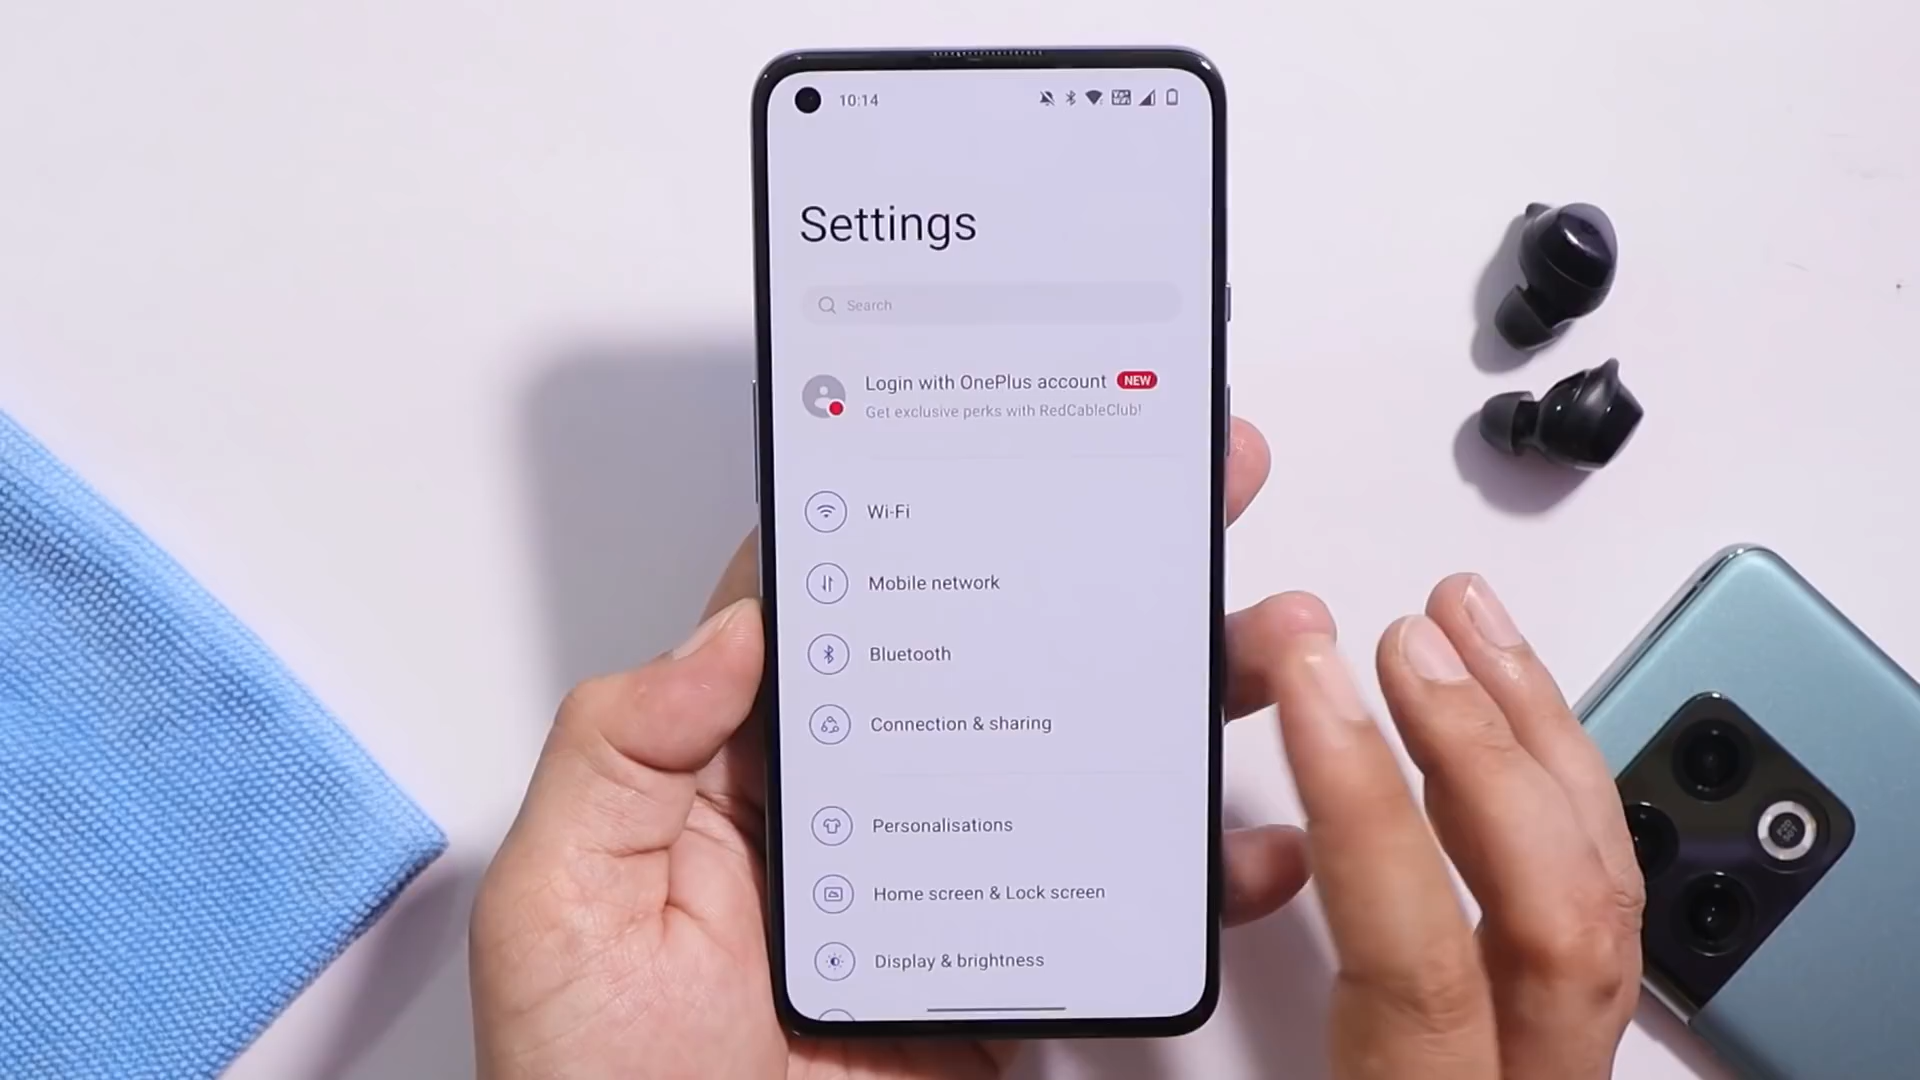 10:14
Settings
Search
Login with OnePlus account NEW
Get exclusive perks with RedCableClub!
Wi-Fi
Mobile network
Bluetooth
Connection & sharing
Personalisations
Home screen & Lock screen
Display & brightness